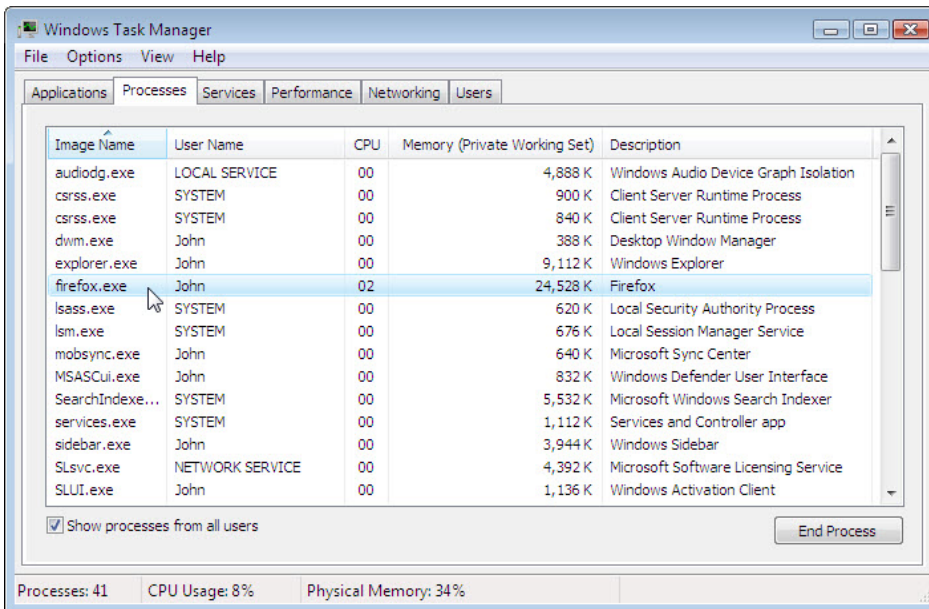 Windows Task Manager
File Options View Help
Applications Processes Services Performance Networking Users
Image Name User Name CPU Memory (Private Working Set) Description
audiodg.exe LOCAL SERVICE 00 4,888 K Windows Audio Device Graph Isolation
csrss.exe SYSTEM 00 900 K Client Server Runtime Process
csrss.exe SYSTEM 00 840 K Client Server Runtime Process
dwm.exe John 00 388 K Desktop Window Manager
explorer.exe John 00 9,112 K Windows Explorer
firefox.exe John 02 24,528 K Firefox
lsass.exe SYSTEM 00 620 K Local Security Authority Process
lsm.exe SYSTEM 00 676 K Local Session Manager Service
mobsync.exe John 00 640 K Microsoft Sync Center
MSASCui.exe John 00 832 K Windows Defender User Interface
SearchIndexe... SYSTEM 00 5,532 K Microsoft Windows Search Indexer
services.exe SYSTEM 00 1,112 K Services and Controller app
sidebar.exe John 00 3,944 K Windows Sidebar
SLsvc.exe NETWORK SERVICE 00 4,392 K Microsoft Software Licensing Service
SLUI.exe John 00 1,136 K Windows Activation Client
Show processes from all users
End Process
Processes: 41 CPU Usage: 8% Physical Memory: 34%